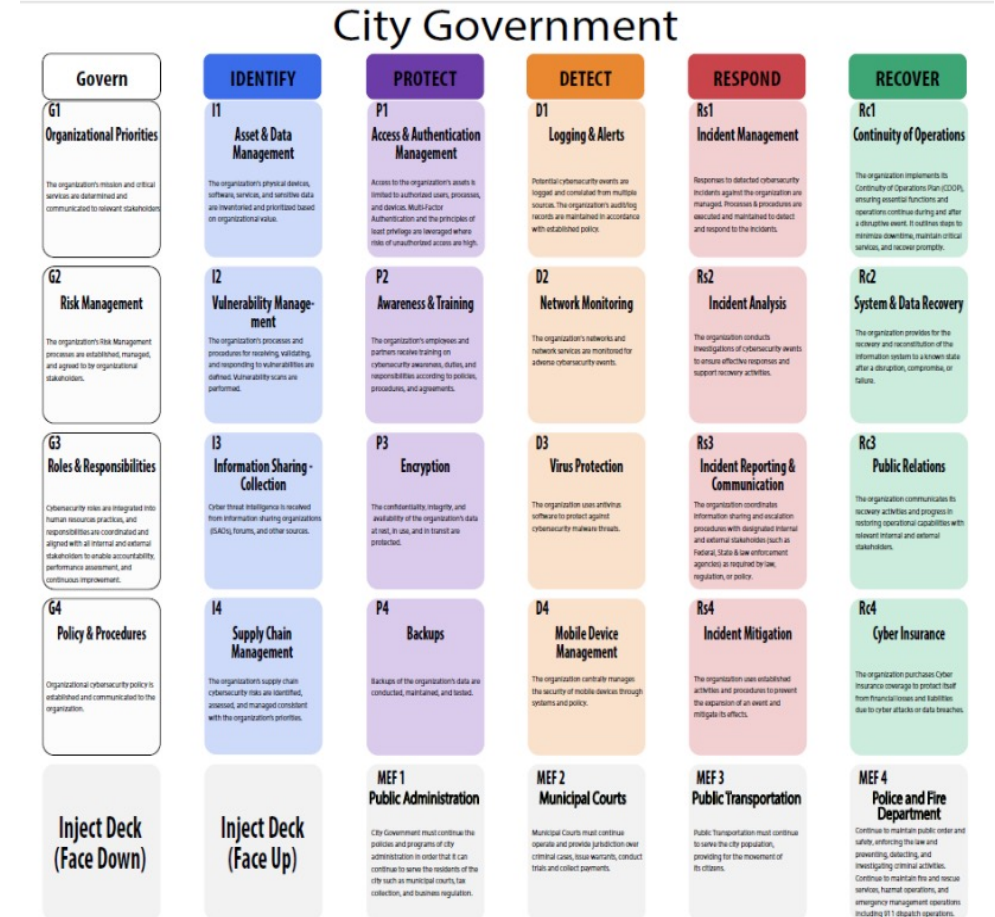 City Government
Govern
IDENTIFY
PROTECT
DETECT
RESPOND
RECOVER
G1
Organizational Priorities
The organization's mission and critical
services are determined and
communicated to relevant stakeholders
I1
Asset & Data
Management
The organization's physical devices,
software, services, and sensitive data
are inventoried and prioritized based
on organizational value.
P1
Access & Authentication
Management
Access to the organization's assets is
limited to authorized users, processes,
and devices. Multi-Factor
Authentication and the principles of
least privilege are leveraged where
risks of unauthorized access are high.
D1
Logging & Alerts
Potential cybersecurity events are
logged and correlated from multiple
sources. The organization's audit/log
records are maintained in accordance
with established policy.
Rs1
Incident Management
Responses to detected cybersecurity
incidents against the organization are
managed. Processes & procedures are
executed and maintained to detect
and respond to the incidents.
Rc1
Continuity of Operations
The organization implements its
Continuity of Operations Plan (COOP),
ensuring essential functions and
operations continue during and after
a disruptive event. It outlines steps to
minimize downtime, maintain critical
services, and recover promptly.
G2
Risk Management
The organization's Risk Management
processes are established, managed,
and agreed to by organizational
stakeholders.
I2
Vulnerability Manage-
ment
The organization's processes and
procedures for receiving, validating,
and responding to vulnerabilities are
defined. Vulnerability scans are
performed.
P2
Awareness & Training
The organization's employees and
partners receive training on
cybersecurity awareness, duties, and
responsibilities according to policies,
procedures, and agreements.
D2
Network Monitoring
The organization's networks and
network services are monitored for
adverse cybersecurity events.
Rs2
Incident Analysis
The organization conducts
investigations of cybersecurity events
to ensure effective responses and
support recovery activities.
Rc2
System & Data Recovery
The organization provides for the
recovery and reconstitution of the
information system to a known state
after a disruption, compromise, or
failure.
G3
Roles & Responsibilities
Cybersecurity roles are integrated into
human resources practices, and
responsibilities are coordinated and
aligned with all internal and external
stakeholders to enable accountability,
performance assessment, and
continuous improvement.
I3
Information Sharing -
Collection
Cyber threat intelligence is received
from information sharing organizations
(ISAOs), forums, and other sources.
P3
Encryption
The confidentiality, integrity, and
availability of the organization's data
at rest, in use, and in transit are
protected.
D3
Virus Protection
The organization uses antivirus
software to protect against
cybersecurity malware threats.
Rs3
Incident Reporting &
Communication
The organization coordinates
information sharing and escalation
procedures with designated internal
and external stakeholders (such as
Federal, State & law enforcement
agencies) as required by law,
regulation, or policy.
Rc3
Public Relations
The organization communicates its
recovery activities and progress in
restoring operational capabilities with
relevant internal and external
stakeholders.
G4
Policy & Procedures
Organizational cybersecurity policy is
established and communicated to the
organization.
I4
Supply Chain
Management
The organization's supply chain
cybersecurity risks are identified,
assessed, and managed consistent
with the organization's priorities.
P4
Backups
Backups of the organization's data are
conducted, maintained, and tested.
D4
Mobile Device
Management
The organization centrally manages
the security of mobile devices through
systems and policy.
Rs4
Incident Mitigation
The organization uses established
activities and procedures to prevent
the expansion of an event and
mitigate its effects.
Rc4
Cyber Insurance
The organization purchases Cyber
Insurance coverage to protect itself
from financial losses and liabilities
due to cyber attacks or data breaches.
Inject Deck
(Face Down)
Inject Deck
(Face Up)
MEF 1
Public Administration
City Government must continue the
policies and programs of city
administration in order that it can
continue to serve the residents of the
city such as municipal courts, tax
collection, and business regulation.
MEF 2
Municipal Courts
Municipal Courts must continue
operate and provide jurisdiction over
criminal cases, issue warrants, conduct
trials and collect payments.
MEF 3
Public Transportation
Public Transportation must continue
to serve the city population,
providing for the movement of
its citizens.
MEF 4
Police and Fire
Department
Continue to maintain public order and
safety, enforcing the law and
preventing, detecting, and
investigating criminal activities.
Continue to maintain fire and rescue
services, hazmat operations, and
emergency management operations
including 911 dispatch operations.